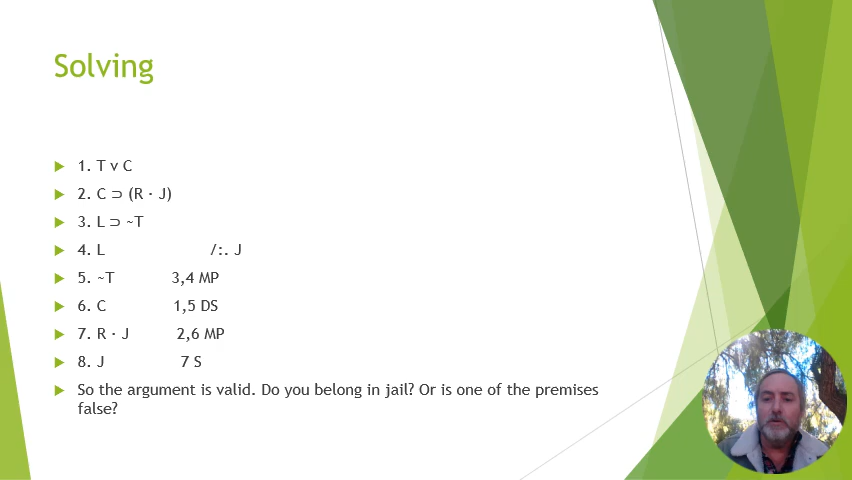 Solving
1. T v C
2. C ⊃ (R · J)
3. L ⊃ ~T
4. L /:. J
5. ~T 3,4 MP
6. C 1,5 DS
7. R · J 2,6 MP
8. J 7 S
So the argument is valid. Do you belong in jail? Or is one of the premises
false?